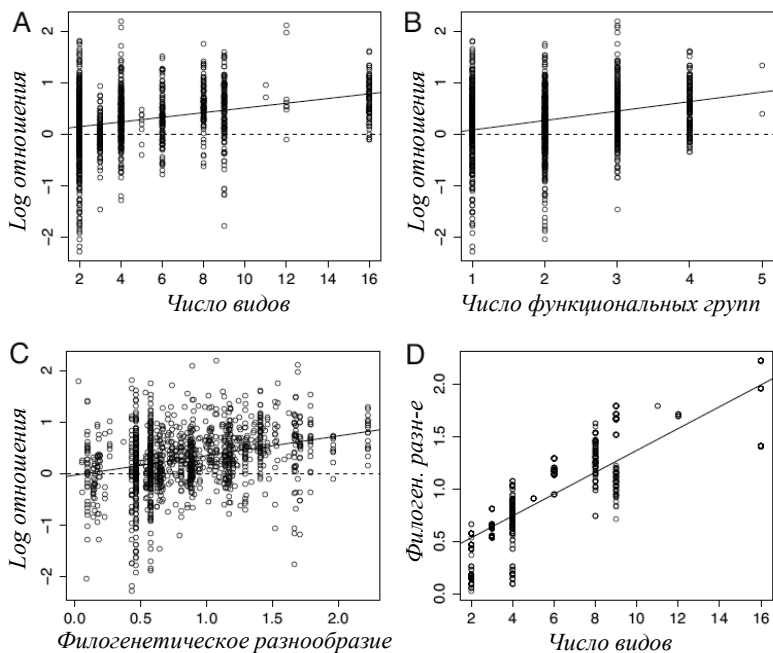 A
B
Log отношения
2
1
0
-1
-2
2 4 6 8 10 12 14 16
Число видов
Log отношения
2
1
0
-1
-2
1 2 3 4 5
Число функциональных групп
C
D
Log отношения
2
1
0
-1
-2
0.0 0.5 1.0 1.5 2.0
Филогенетическое разнообразие
Филоген. разн-е
2.0
1.5
1.0
0.5
0.0
2 4 6 8 10 12 14 16
Число видов